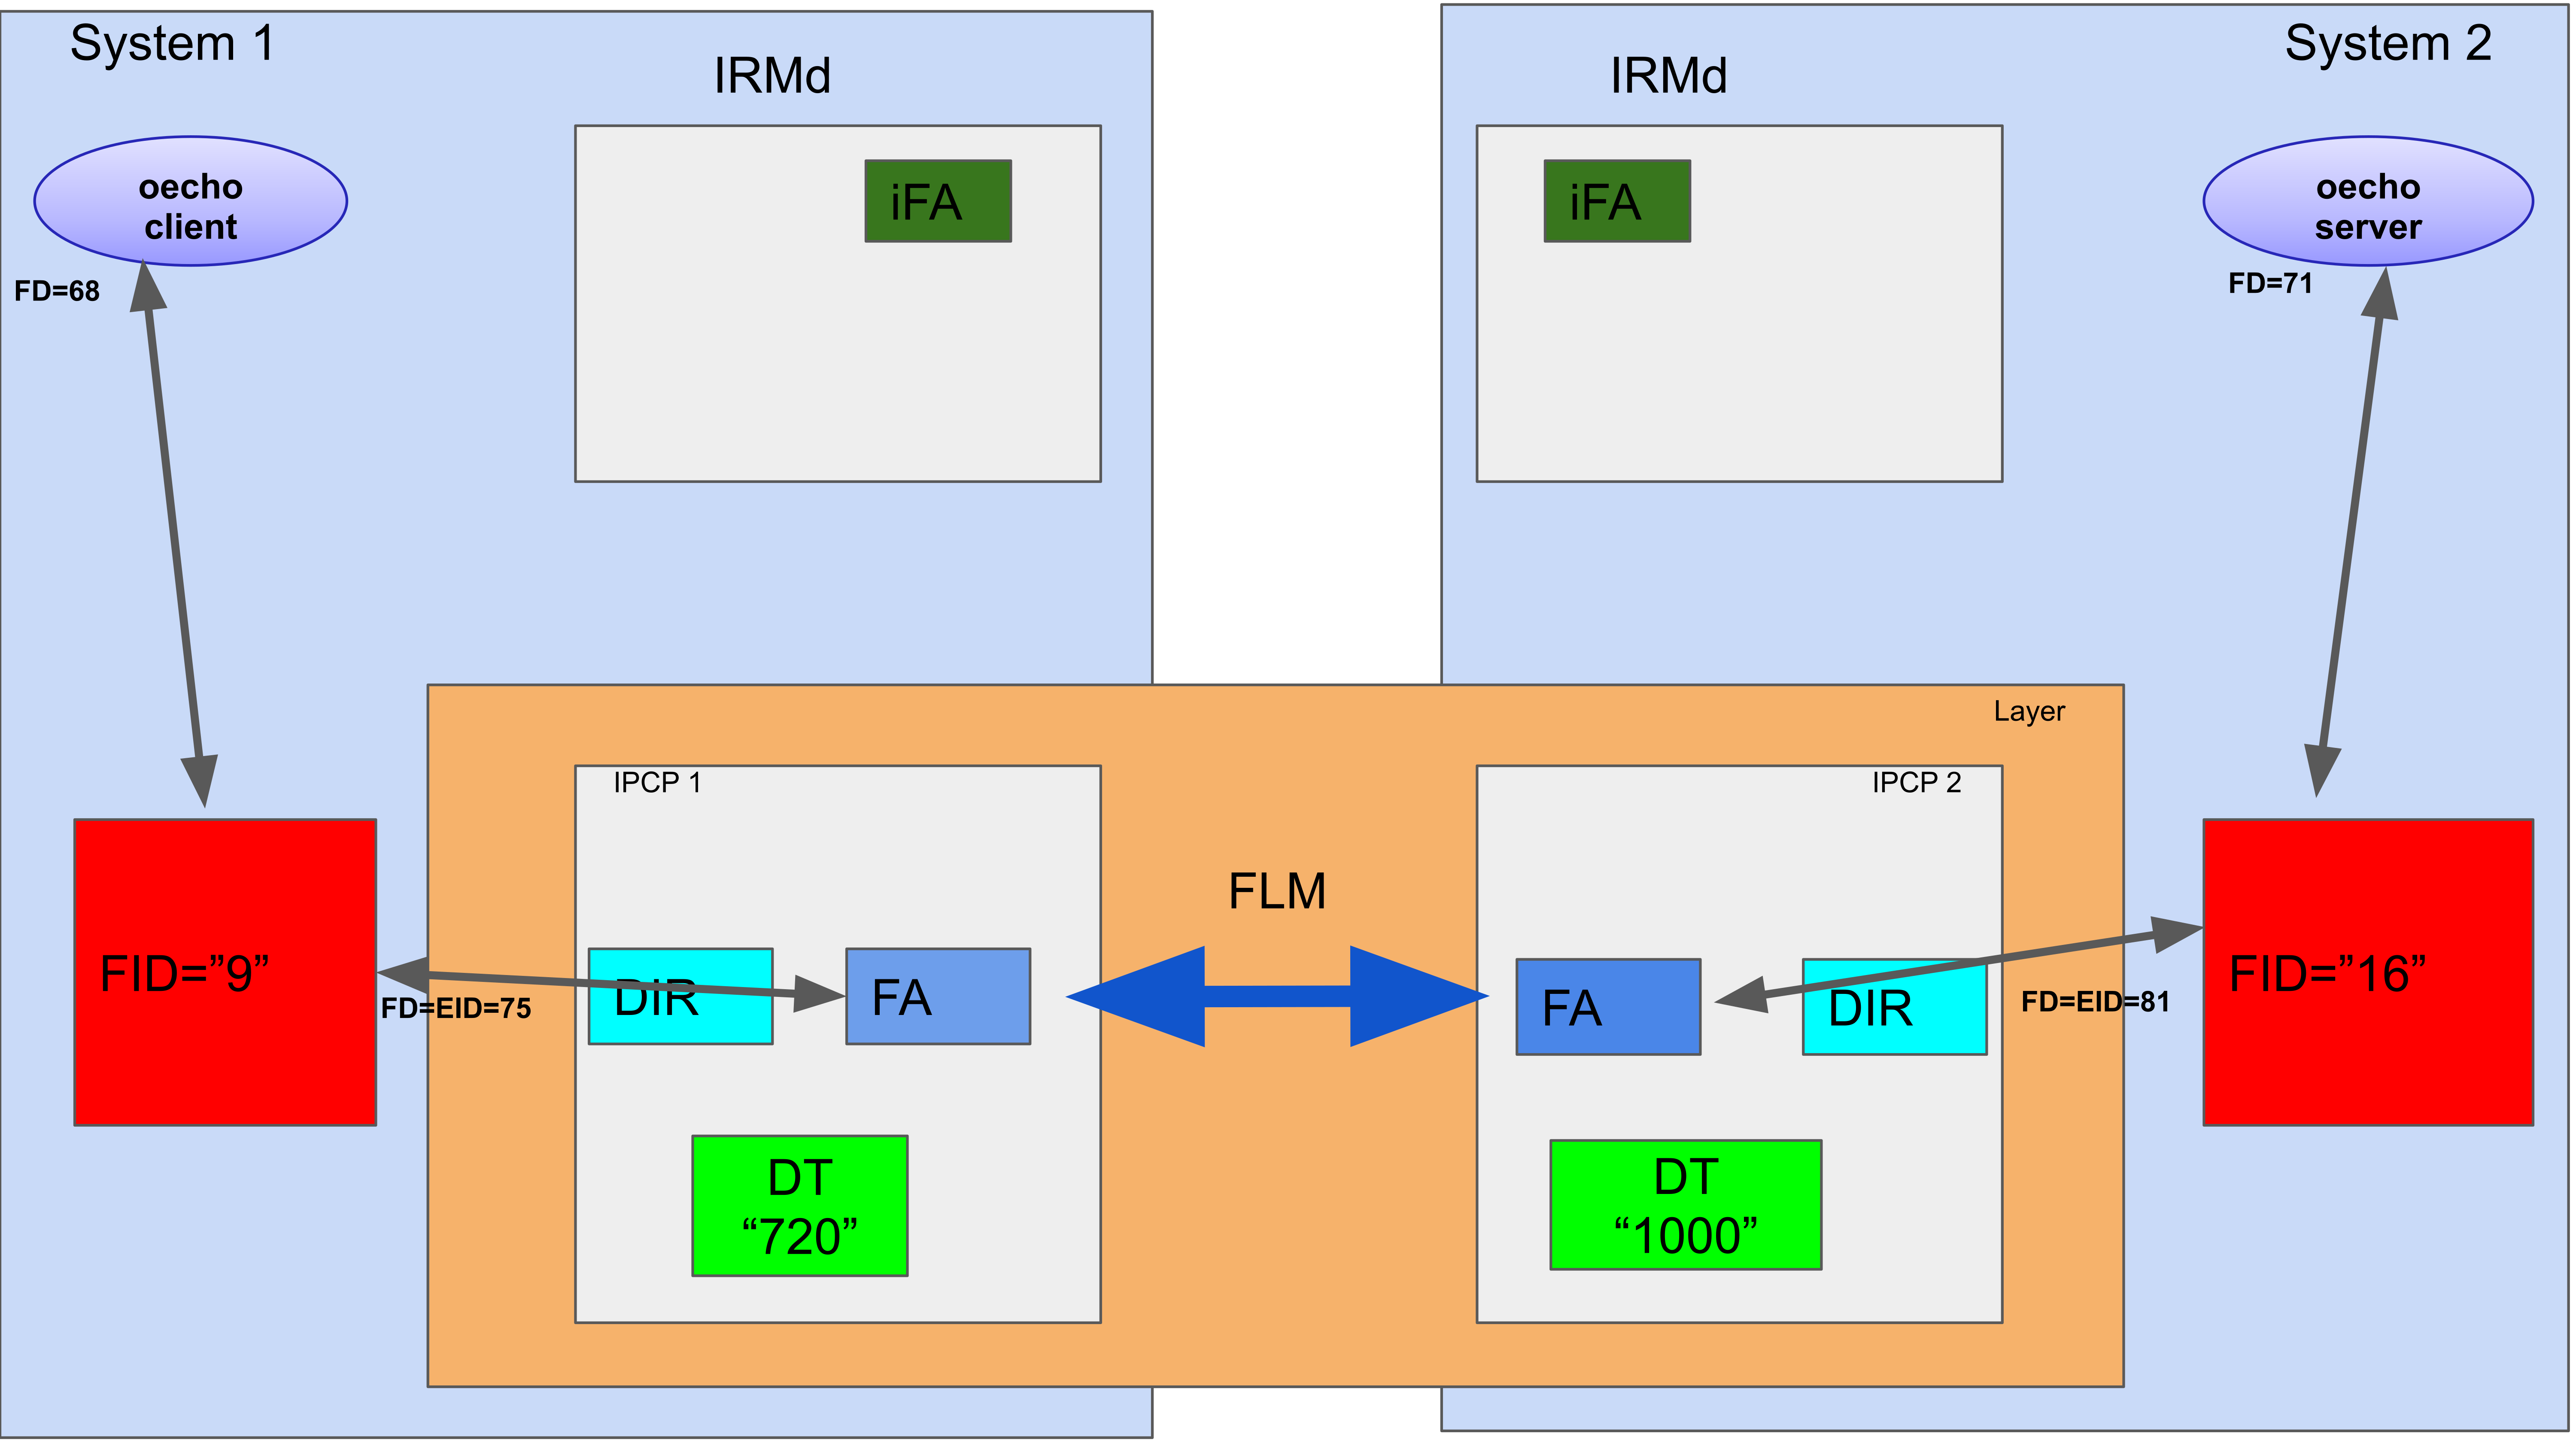 System 1
IRMd
IRMd
System 2
iFA
iFA
oecho
client
oecho
server
FD=68
FD=71
Layer
IPCP 1
IPCP 2
FLM
FID=”9”
FD=EID=75
DIR
FA
FA
DIR
FD=EID=81
FID=”16”
DT
“720”
DT
“1000”